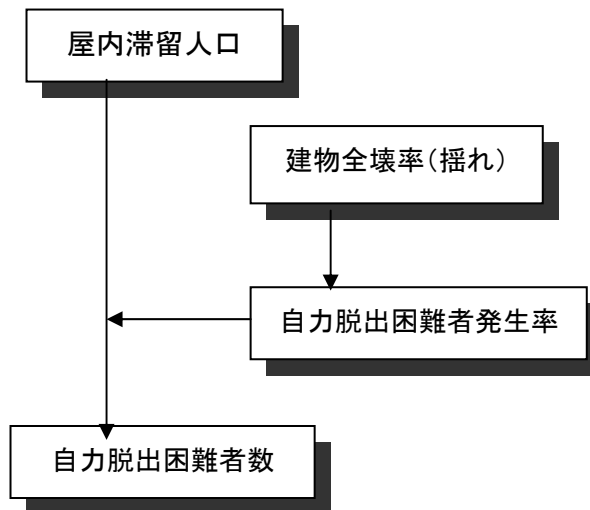 屋内滞留人口
建物全壊率（揺れ）
自力脱出困難者発生率
自力脱出困難者数